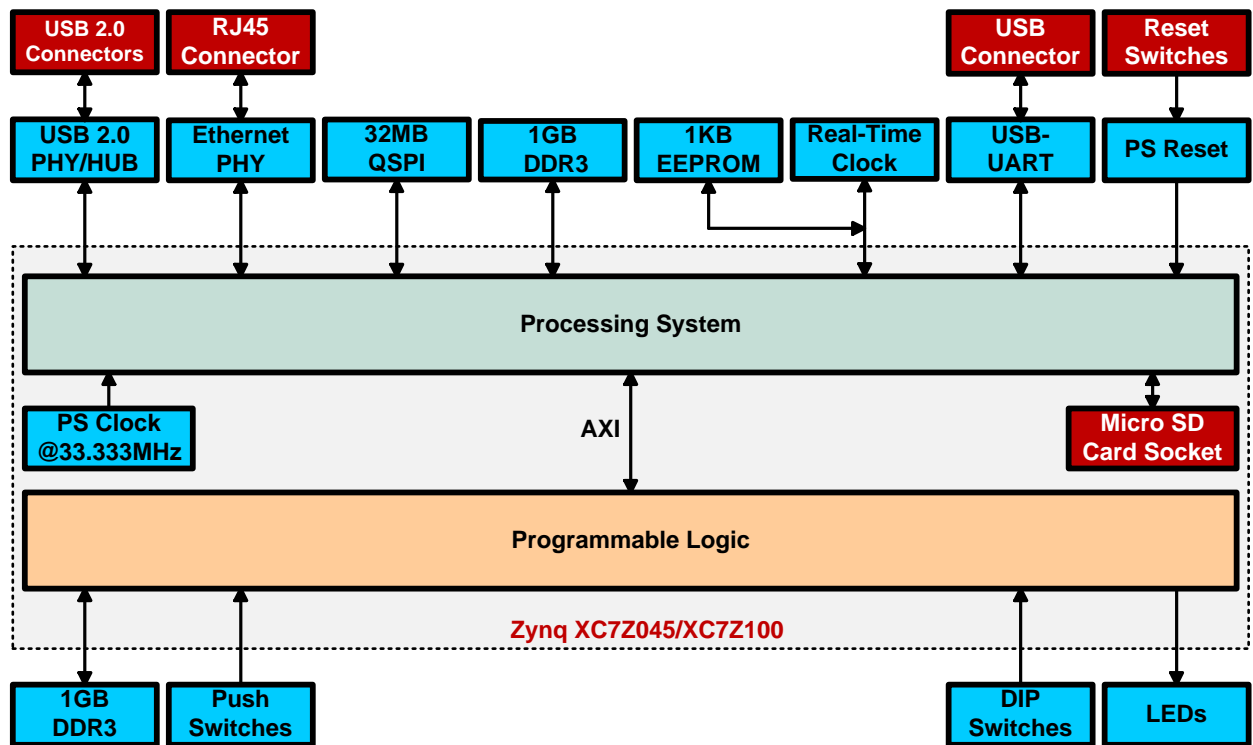 USB 2.0
Connectors
RJ45
Connector
USB
Connector
Reset
Switches
USB 2.0
PHY/HUB
Ethernet
PHY
32MB
QSPI
1GB
DDR3
1KB
EEPROM
Real-Time
Clock
USB-
UART
PS Reset
Processing System
PS Clock
@33.333MHz
AXI
Micro SD
Card Socket
Programmable Logic
Zynq XC7Z045/XC7Z100
1GB
DDR3
Push
Switches
DIP
Switches
LEDs